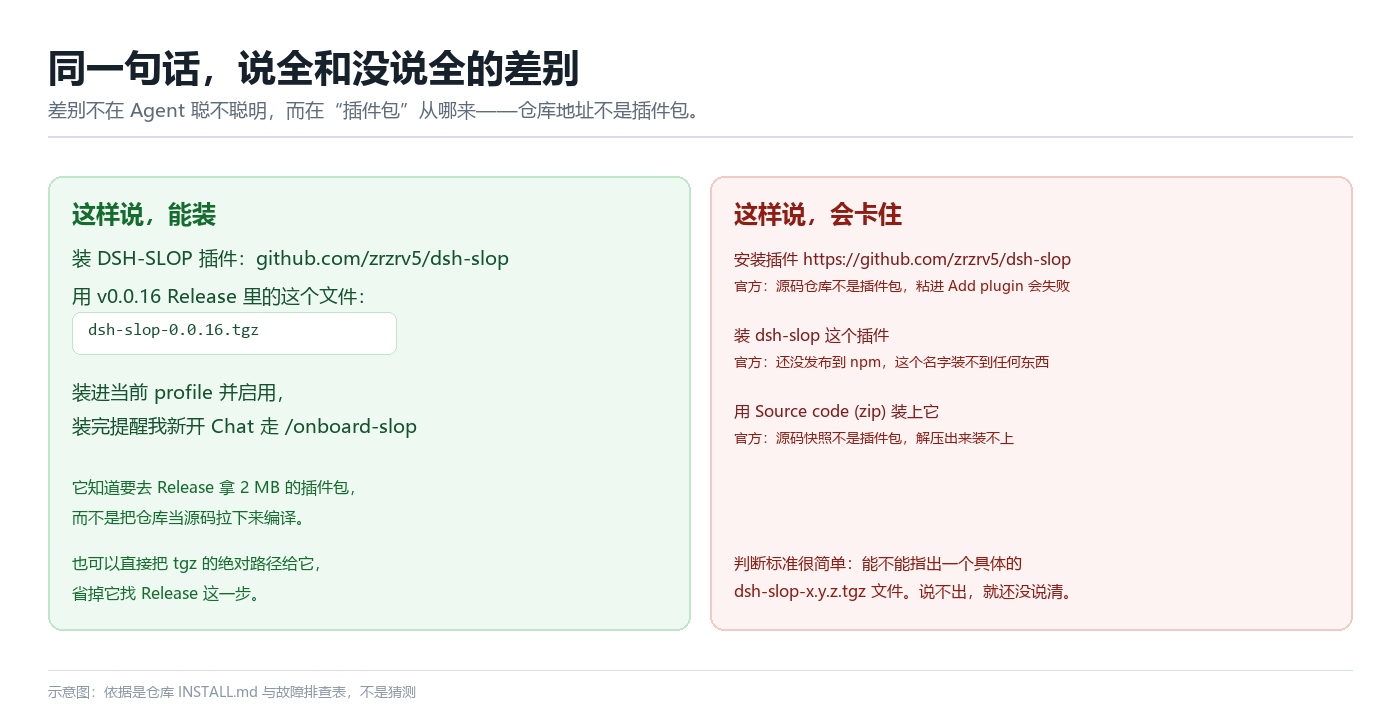 同一句话，说全和没说全的差别
差别不在 Agent 聪不聪明，而在“插件包”从哪来——仓库地址不是插件包。
这样说，能装
装 DSH-SLOP 插件：github.com/zrzrv5/dsh-slop
用 v0.0.16 Release 里的这个文件：
dsh-slop-0.0.16.tgz
装进当前 profile 并启用，
装完提醒我新开 Chat 走 /onboard-slop
它知道要去 Release 拿 2 MB 的插件包，
而不是把仓库当源码拉下来编译。
也可以直接把 tgz 的绝对路径给它，
省掉它找 Release 这一步。
这样说，会卡住
安装插件 https://github.com/zrzrv5/dsh-slop
官方：源码仓库不是插件包，粘进 Add plugin 会失败
装 dsh-slop 这个插件
官方：还没发布到 npm，这个名字装不到任何东西
用 Source code (zip) 装上它
官方：源码快照不是插件包，解压出来装不上
判断标准很简单：能不能指出一个具体的
dsh-slop-x.y.z.tgz 文件。说不出，就还没说清。
示意图：依据是仓库 INSTALL.md 与故障排查表，不是猜测